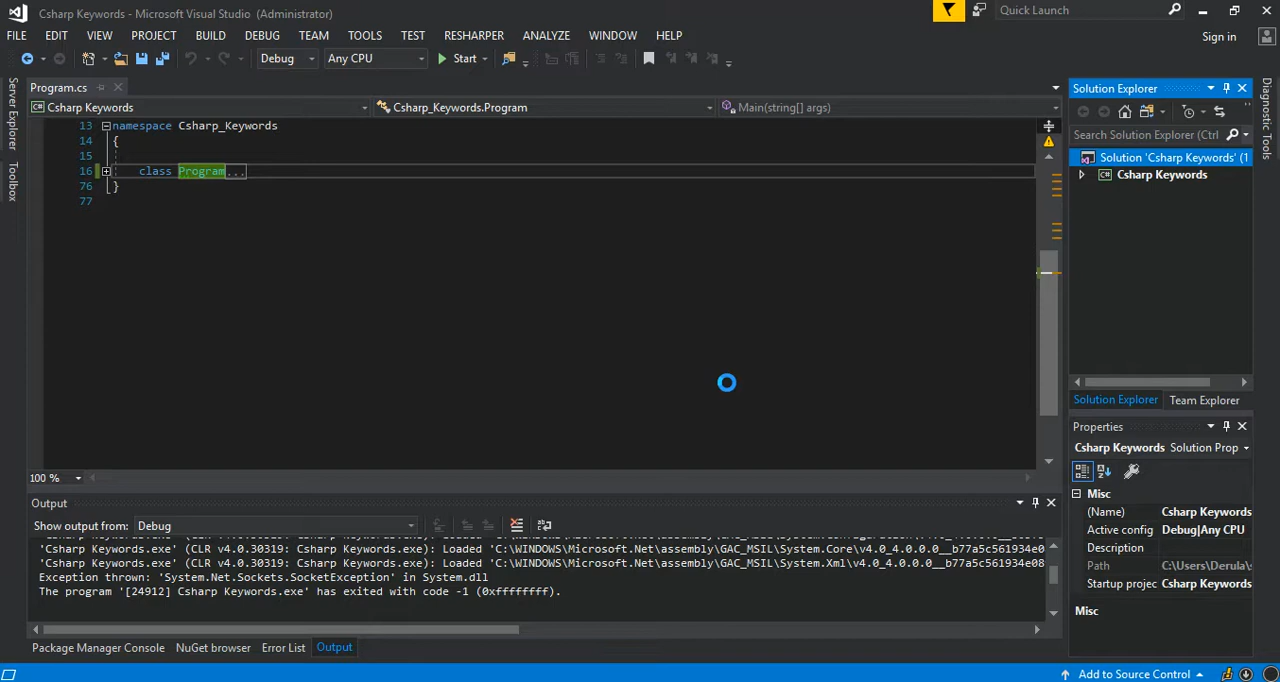 Csharp Keywords - Microsoft Visual Studio (Administrator)
Quick Launch
FILE EDIT VIEW PROJECT BUILD DEBUG TEAM TOOLS TEST RESHARPER ANALYZE WINDOW HELP
Sign in
Debug Any CPU Start
Server Explorer
Toolbox
Program.cs
Csharp Keywords Csharp_Keywords.Program Main(string[] args)
13 namespace Csharp_Keywords
14 {
15
16 class Program...
76 }
77
100 %
Output
Show output from: Debug
'Csharp Keywords.exe' (CLR v4.0.30319: Csharp Keywords.exe): Loaded 'C:\WINDOWS\Microsoft.Net\assembly\GAC_MSIL\System.Core\v4.0_4.0.0.0__b77a5c561934e0
'Csharp Keywords.exe' (CLR v4.0.30319: Csharp Keywords.exe): Loaded 'C:\WINDOWS\Microsoft.Net\assembly\GAC_MSIL\System.Xml\v4.0_4.0.0.0__b77a5c561934e08
Exception thrown: 'System.Net.Sockets.SocketException' in System.dll
The program '[24912] Csharp Keywords.exe' has exited with code -1 (0xffffffff).
Package Manager Console NuGet browser Error List Output
Solution Explorer
Search Solution Explorer (Ctrl
Solution 'Csharp Keywords' (1
C# Csharp Keywords
Solution Explorer Team Explorer
Properties
Csharp Keywords Solution Prop
Misc
(Name) Csharp Keywords
Active config Debug|Any CPU
Description
Path C:\Users\Derula\s
Startup projec Csharp Keywords
Misc
Diagnostic Tools
Add to Source Control